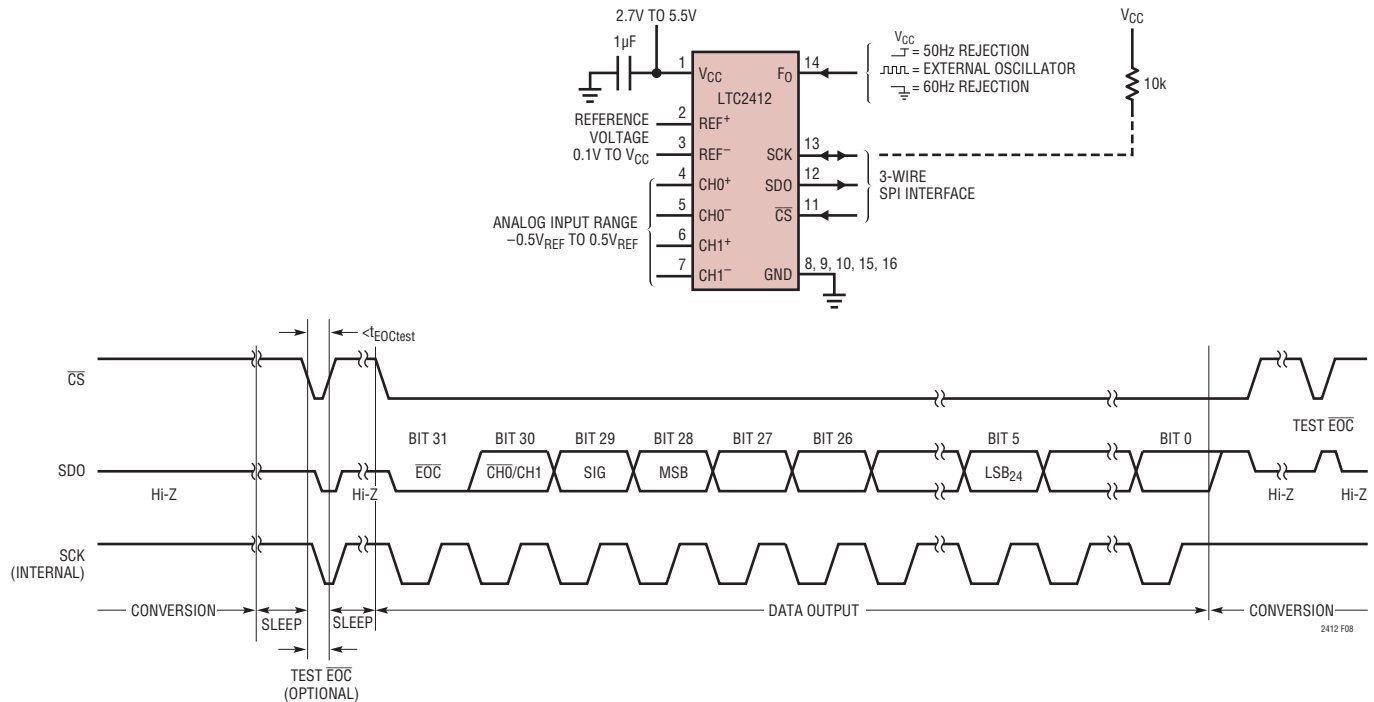 2.7V TO 5.5V
1µF
VCC
1
VCC
LTC2412
FO
14
VCC
= 50Hz REJECTION
= EXTERNAL OSCILLATOR
= 60Hz REJECTION
10k
REFERENCE
VOLTAGE
0.1V TO VCC
2
REF+
3
REF−
SCK
13
4
CH0+
SDO
12
3-WIRE
SPI INTERFACE
5
CH0−
CS
11
ANALOG INPUT RANGE
−0.5VREF TO 0.5VREF
6
CH1+
7
CH1−
GND
8, 9, 10, 15, 16
<tEOCtest
CS
TEST EOC
BIT 31
BIT 30
BIT 29
BIT 28
BIT 27
BIT 26
BIT 5
BIT 0
SDO
EOC
CH0/CH1
SIG
MSB
LSB24
Hi-Z
Hi-Z
Hi-Z
Hi-Z
SCK
(INTERNAL)
CONVERSION
SLEEP
SLEEP
DATA OUTPUT
CONVERSION
2412 F08
TEST EOC
(OPTIONAL)